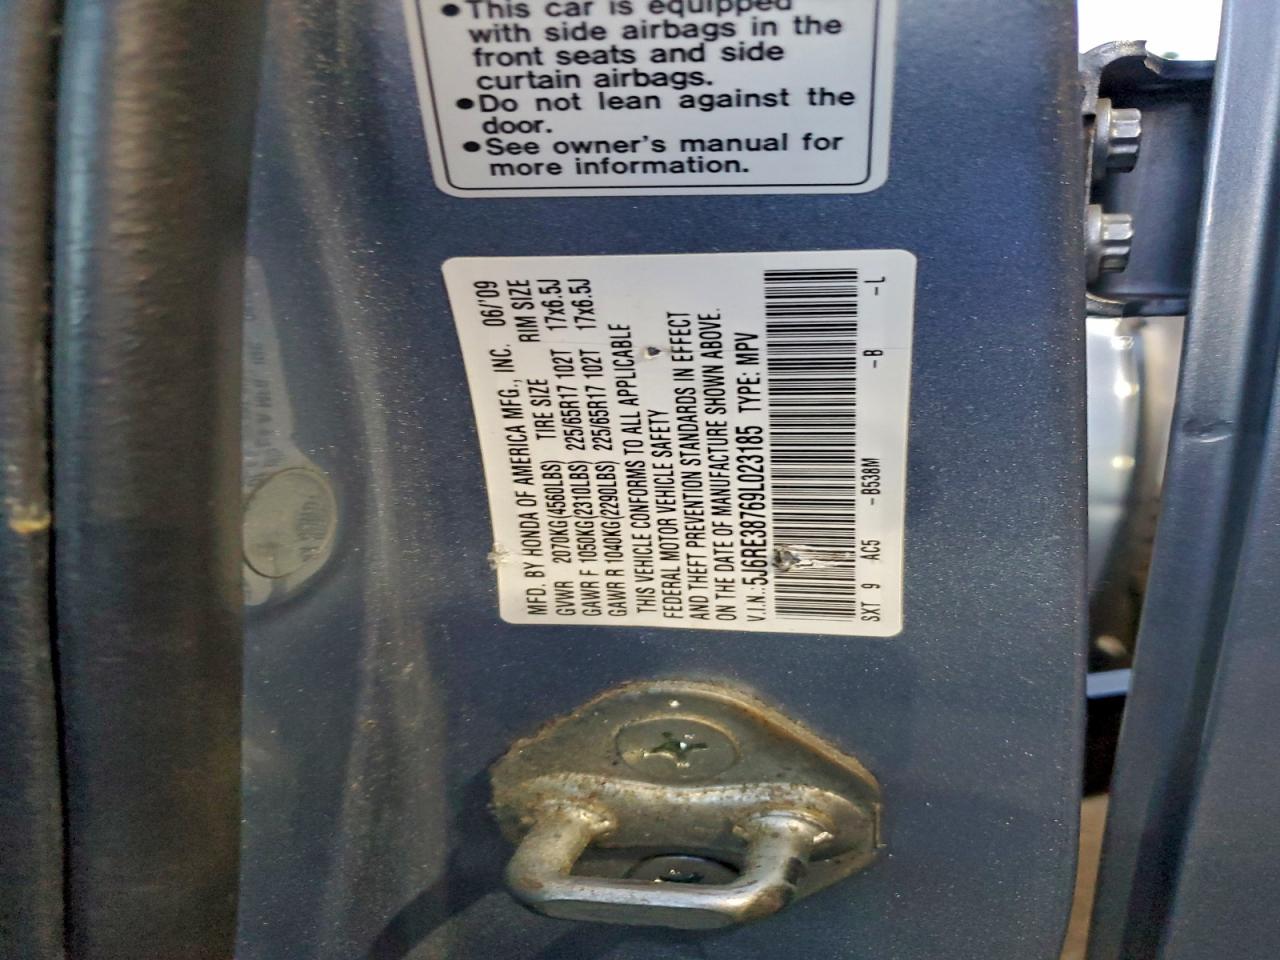 •This car is equipped
with side airbags in the
front seats and side
curtain airbags.
•Do not lean against the
door.
•See owner's manual for
more information.
MFD. BY HONDA OF AMERICA MFG., INC. 06/'09
GVWR 2070KG(4560LBS) TIRE SIZE RIM SIZE
GAWR F 1050KG(2310LBS) 225/65R17 102T 17x6.5J
GAWR R 1040KG(2290LBS) 225/65R17 102T 17x6.5J
THIS VEHICLE CONFORMS TO ALL APPLICABLE
FEDERAL MOTOR VEHICLE SAFETY
AND THEFT PREVENTION STANDARDS IN EFFECT
ON THE DATE OF MANUFACTURE SHOWN ABOVE.
V.I.N.:5J6RE38769L023185 TYPE: MPV
SXT 9 AC5 -B538M -B -L